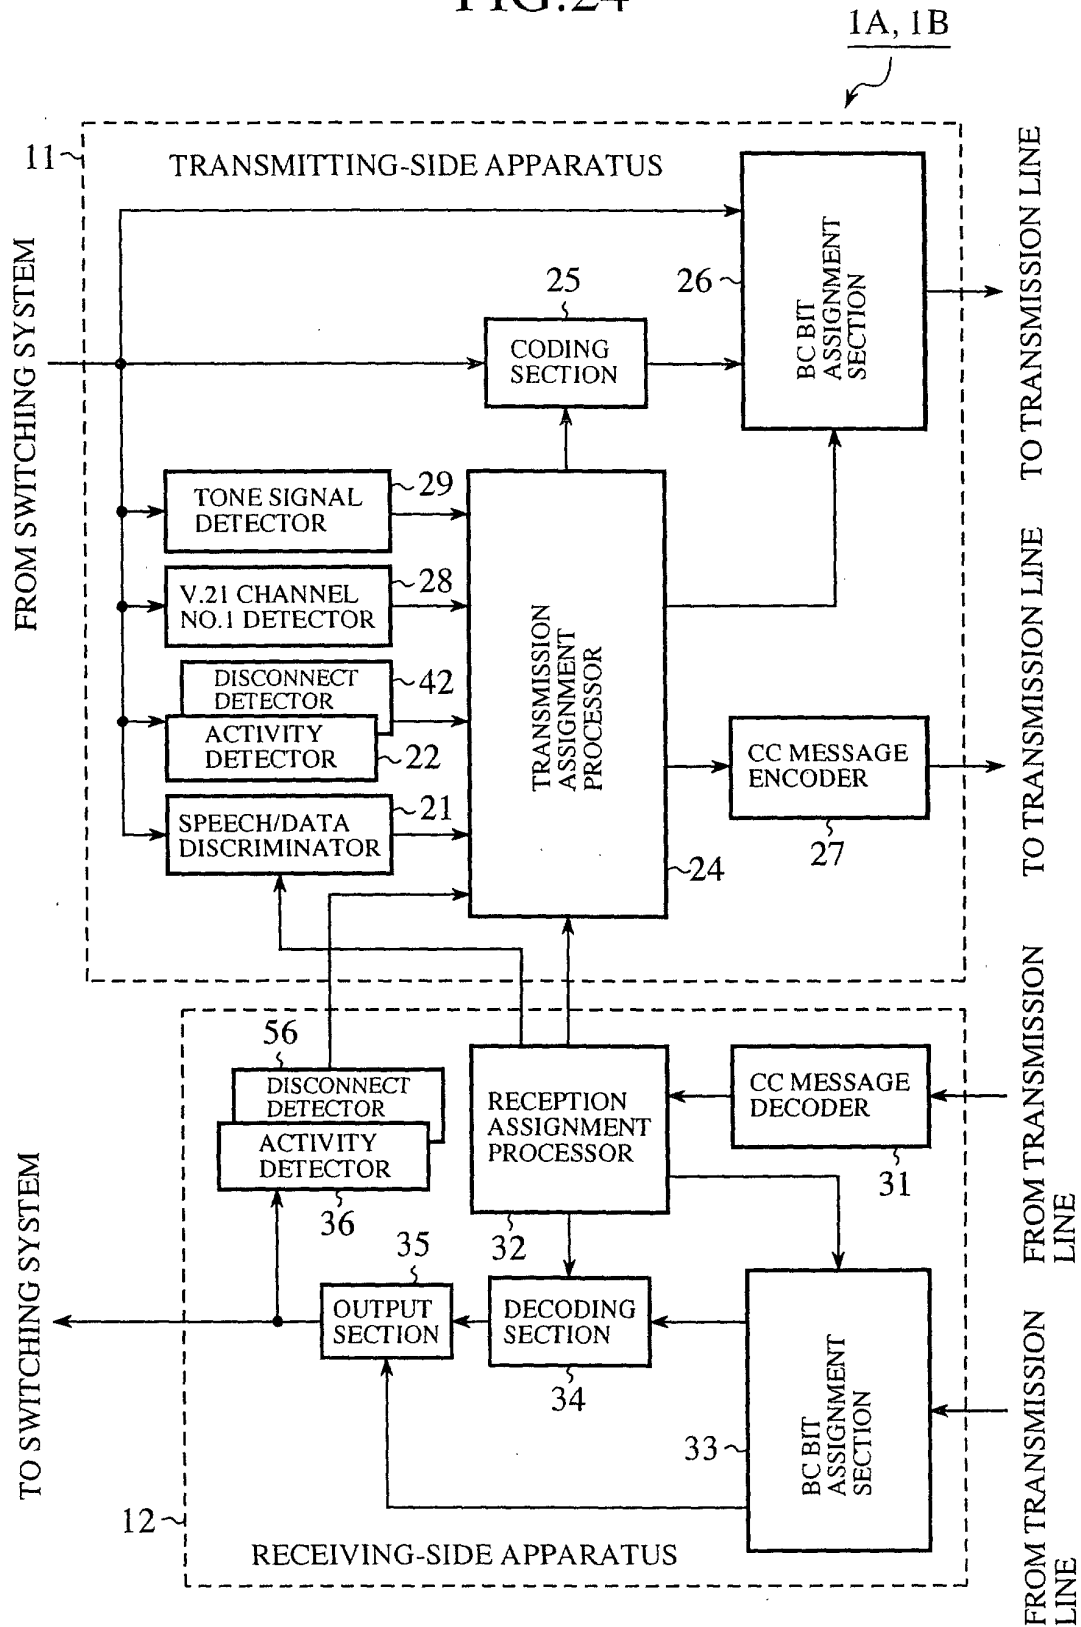 FIG.24
1A, 1B
11
TRANSMITTING-SIDE APPARATUS
FROM SWITCHING SYSTEM
25
CODING
SECTION
26
BC BIT
ASSIGNMENT
SECTION
TO TRANSMISSION LINE
TONE SIGNAL
DETECTOR
29
V.21 CHANNEL
NO.1 DETECTOR
28
DISCONNECT
DETECTOR
42
ACTIVITY
DETECTOR
22
SPEECH/DATA
DISCRIMINATOR
21
TRANSMISSION
ASSIGNMENT
PROCESSOR
24
CC MESSAGE
ENCODER
27
TO TRANSMISSION LINE
56
DISCONNECT
DETECTOR
ACTIVITY
DETECTOR
36
RECEPTION
ASSIGNMENT
PROCESSOR
32
CC MESSAGE
DECODER
31
FROM TRANSMISSION
LINE
TO SWITCHING SYSTEM
35
OUTPUT
SECTION
DECODING
SECTION
34
33
BC BIT
ASSIGNMENT
SECTION
FROM TRANSMISSION
LINE
12
RECEIVING-SIDE APPARATUS